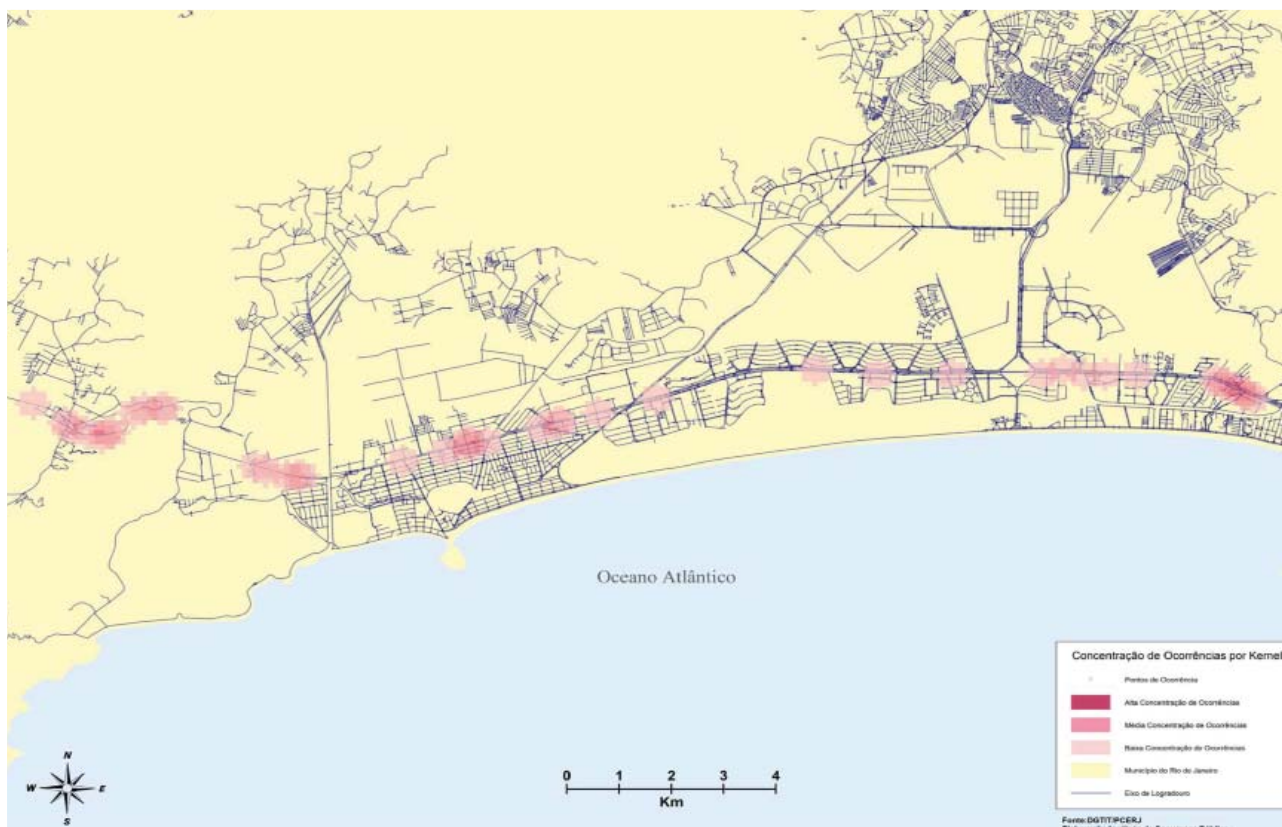 Oceano Atlântico
Concentração de Ocorrências por Kernel
Pontos de Ocorrência
Alta Concentração de Ocorrências
Média Concentração de Ocorrências
Baixa Concentração de Ocorrências
Município do Rio de Janeiro
Eixo de Logradouro
N
W
E
S
0 1 2 3 4
Km
Fonte:DGTIT/PCERJ